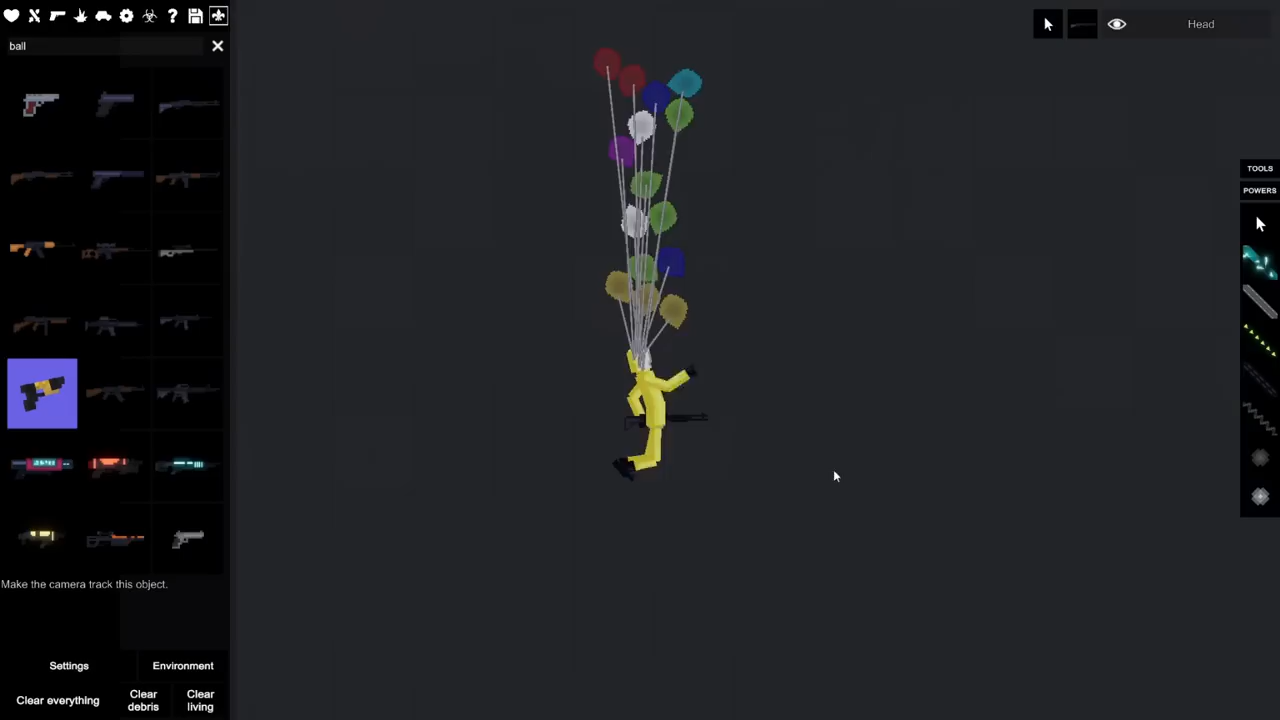 ball
Head
TOOLS
POWERS
Make the camera track this object.
Settings
Environment
Clear everything
Clear debris
Clear living